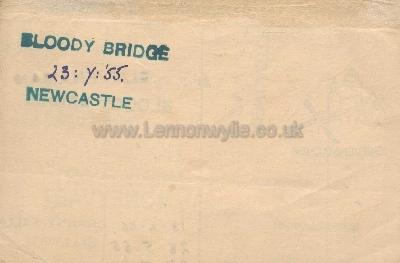 BLOODY BRIDGE
23: Y: '55.
NEWCASTLE
www.Lennonwylie.co.uk